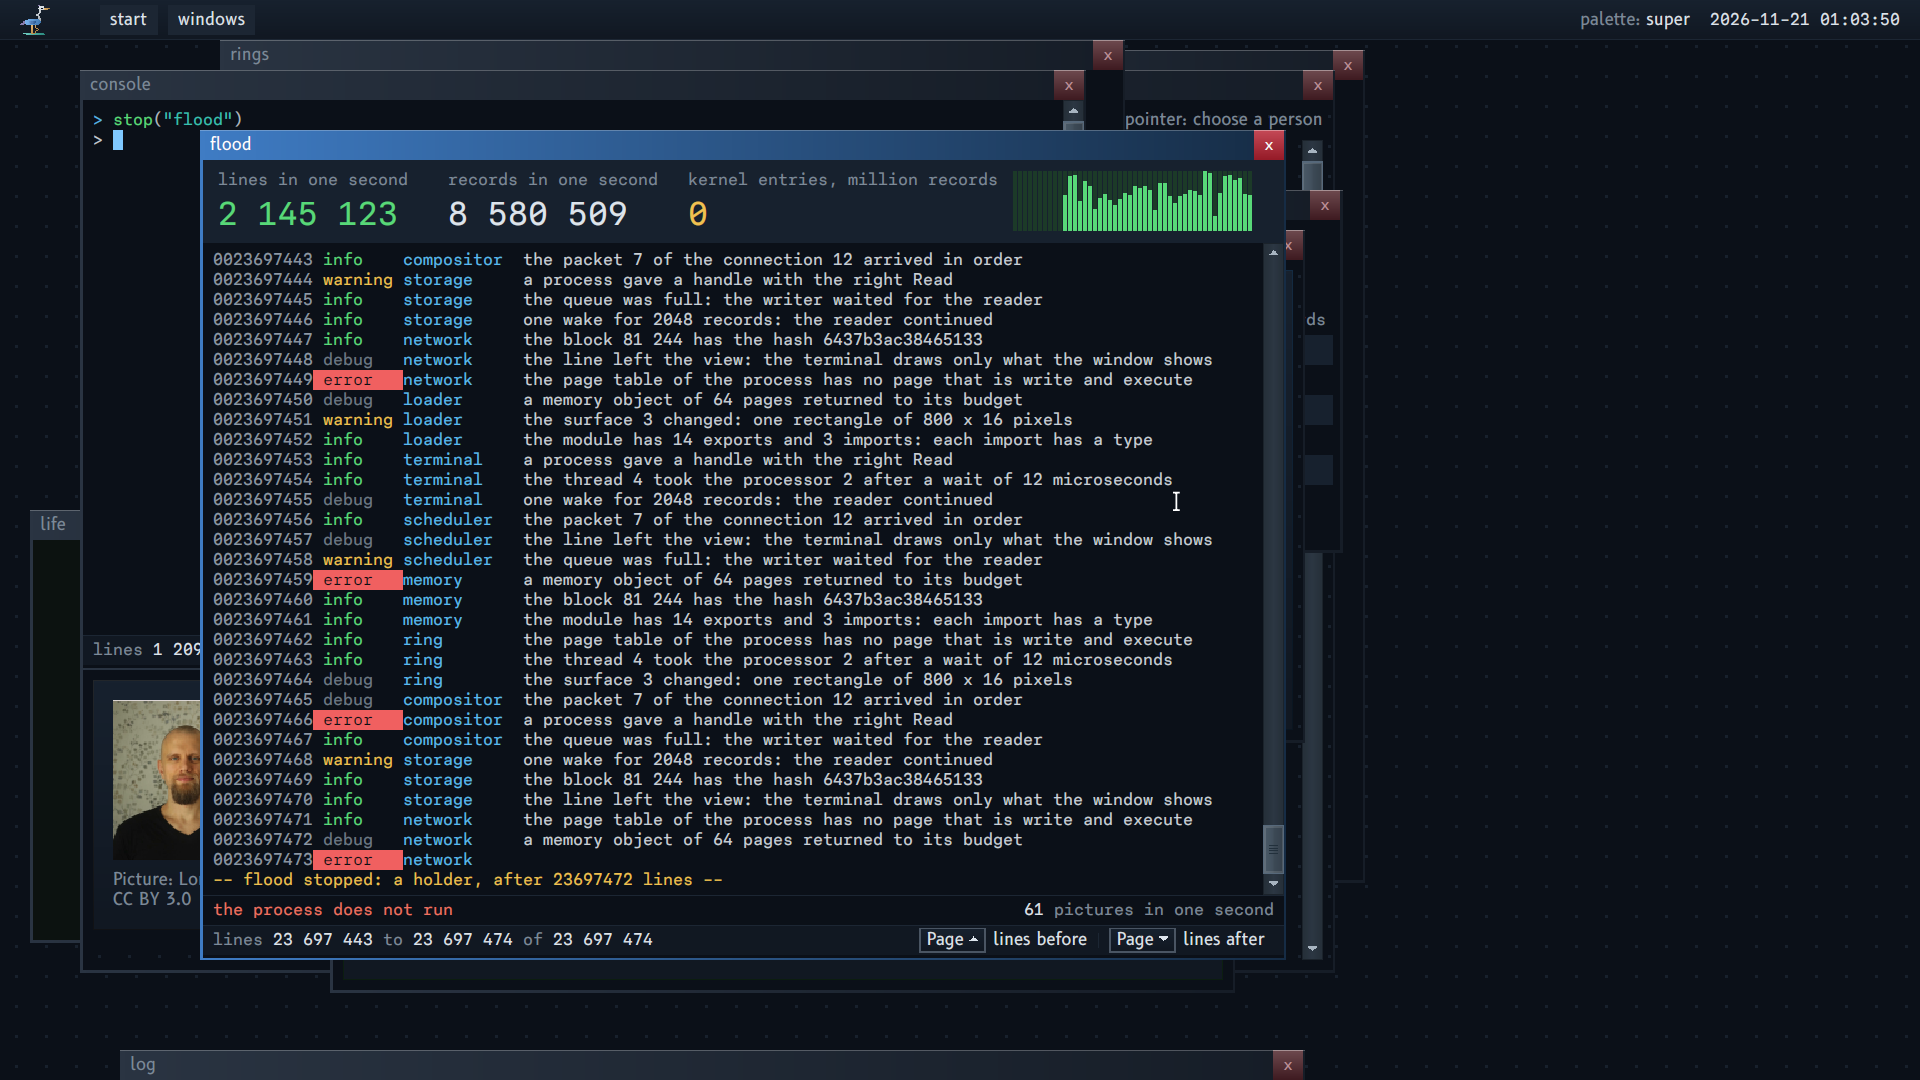 start windows palette: super 2026-11-21 01:03:50
rings x
x
console x
x
> stop("flood")
pointer: choose a person
>
flood x
lines in one second records in one second kernel entries, million records
2 145 123 8 580 509 0
x
x
ds
0023697443 info compositor the packet 7 of the connection 12 arrived in order
0023697444 warning storage a process gave a handle with the right Read
0023697445 info storage the queue was full: the writer waited for the reader
0023697446 info storage one wake for 2048 records: the reader continued
0023697447 info network the block 81 244 has the hash 6437b3ac38465133
0023697448 debug network the line left the view: the terminal draws only what the window shows
0023697449 error network the page table of the process has no page that is write and execute
0023697450 debug loader a memory object of 64 pages returned to its budget
0023697451 warning loader the surface 3 changed: one rectangle of 800 x 16 pixels
0023697452 info loader the module has 14 exports and 3 imports: each import has a type
0023697453 info terminal a process gave a handle with the right Read
0023697454 info terminal the thread 4 took the processor 2 after a wait of 12 microseconds
0023697455 debug terminal one wake for 2048 records: the reader continued
0023697456 info scheduler the packet 7 of the connection 12 arrived in order
0023697457 debug scheduler the line left the view: the terminal draws only what the window shows
0023697458 warning scheduler the queue was full: the writer waited for the reader
0023697459 error memory a memory object of 64 pages returned to its budget
0023697460 info memory the block 81 244 has the hash 6437b3ac38465133
0023697461 info memory the module has 14 exports and 3 imports: each import has a type
0023697462 info ring the page table of the process has no page that is write and execute
0023697463 info ring the thread 4 took the processor 2 after a wait of 12 microseconds
0023697464 debug ring the surface 3 changed: one rectangle of 800 x 16 pixels
0023697465 debug compositor the packet 7 of the connection 12 arrived in order
0023697466 error compositor a process gave a handle with the right Read
0023697467 info compositor the queue was full: the writer waited for the reader
0023697468 warning storage one wake for 2048 records: the reader continued
0023697469 info storage the block 81 244 has the hash 6437b3ac38465133
0023697470 info storage the line left the view: the terminal draws only what the window shows
0023697471 info network the page table of the process has no page that is write and execute
0023697472 debug network a memory object of 64 pages returned to its budget
0023697473 error network
-- flood stopped: a holder, after 23697472 lines --
the process does not run 61 pictures in one second
lines 23 697 443 to 23 697 474 of 23 697 474 Page lines before Page lines after
life
lines 1 209
Picture: Lo
CC BY 3.0
log x